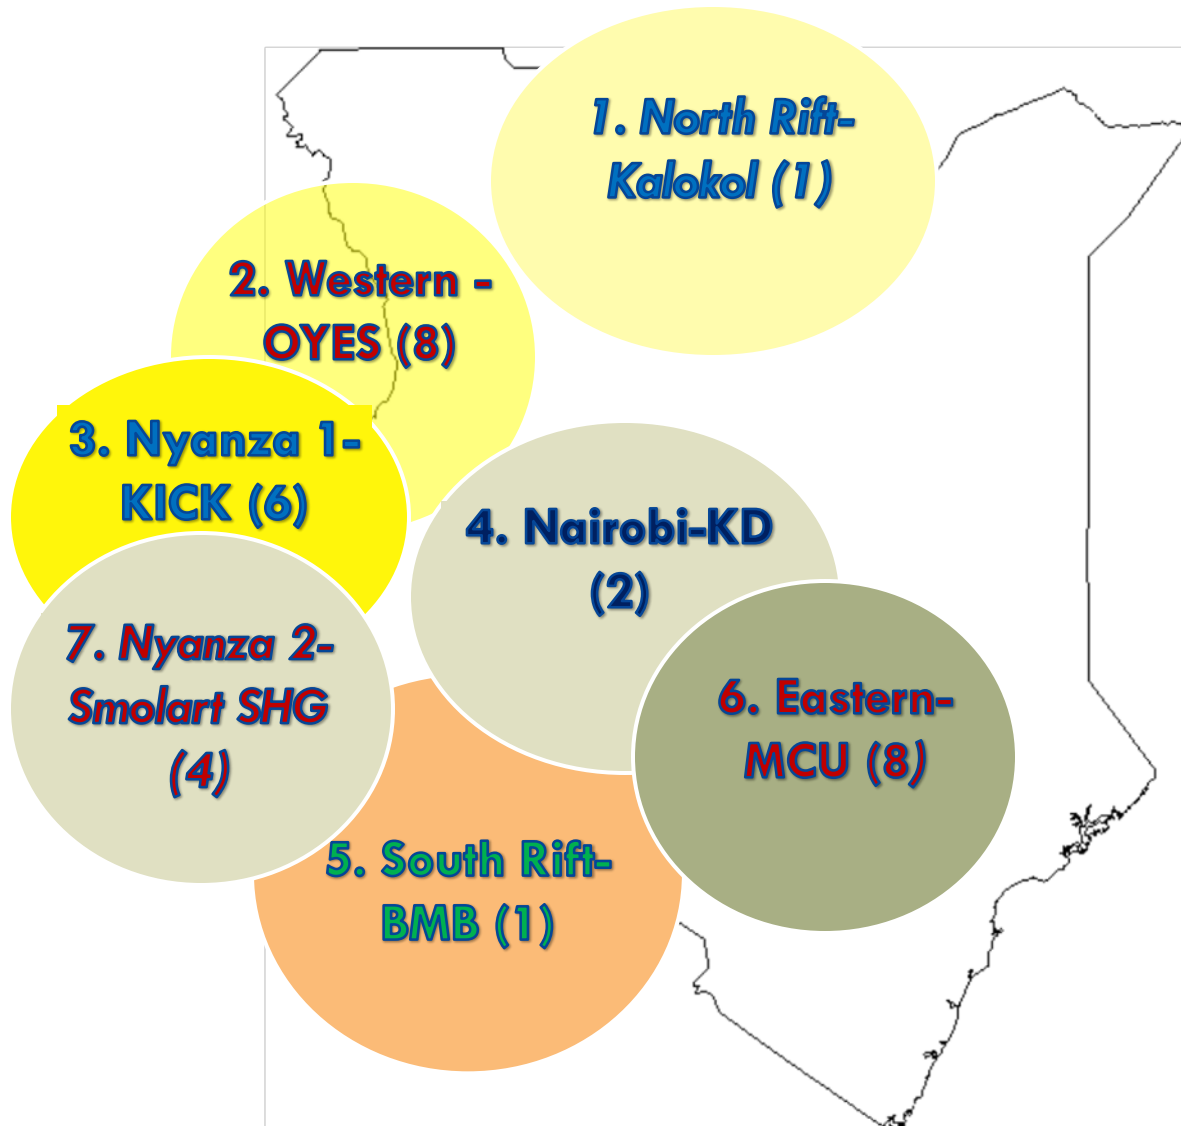 1. North Rift-
Kalokol (1)
2. Western -
OYES (8)
3. Nyanza 1-
KICK (6)
4. Nairobi-KD
(2)
7. Nyanza 2-
Smolart SHG
(4)
6. Eastern-
MCU (8)
5. South Rift-
BMB (1)